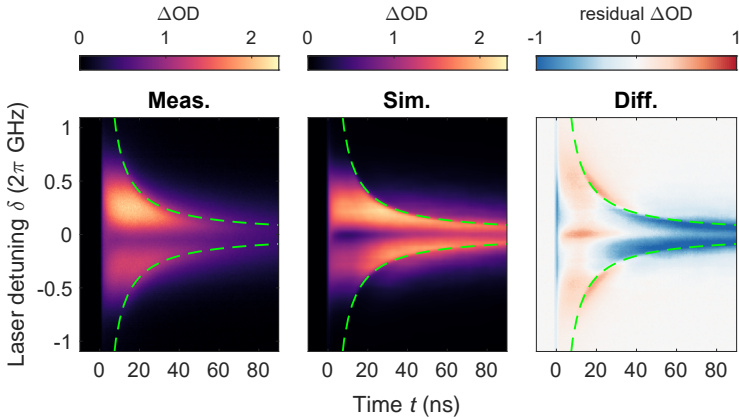 ΔOD ΔOD residual ΔOD
0 1 2 0 1 2 -1 0 1
Meas. Sim. Diff.
1
0.5
0
-0.5
-1
Laser detuning δ (2π GHz)
0 20 40 60 80 0 20 40 60 80 0 20 40 60 80
Time t (ns)